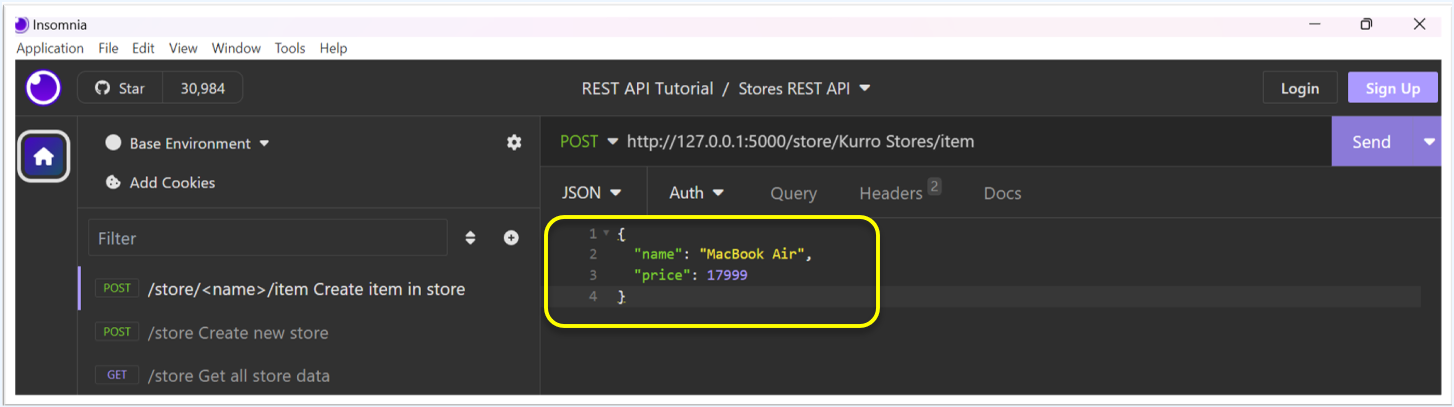 Insomnia
Application File Edit View Window Tools Help
Star 30,984
REST API Tutorial / Stores REST API
Login Sign Up
Base Environment
Add Cookies
Filter
POST /store/<name>/item Create item in store
POST /store Create new store
GET /store Get all store data
POST http://127.0.0.1:5000/store/Kurro Stores/item Send
JSON Auth Query Headers 2 Docs
1 {
2 "name": "MacBook Air",
3 "price": 17999
4 }